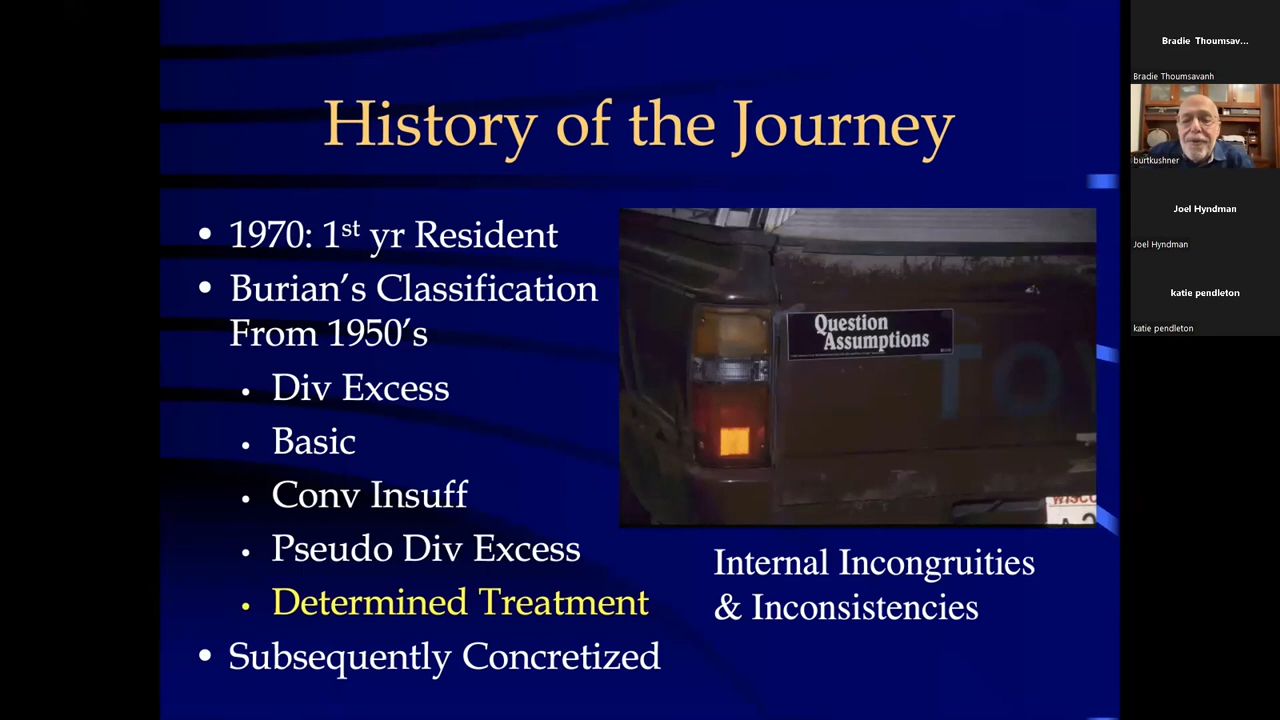 History of the Journey
• 1970: 1st yr Resident
• Burian’s Classification
From 1950’s
• Div Excess
• Basic
• Conv Insuff
• Pseudo Div Excess
• Determined Treatment
• Subsequently Concretized
Question
Assumptions
TOY
Internal Incongruities
& Inconsistencies
Bradie Thoumsav...
Bradie Thoumsavanh
burtkushner
Joel Hyndman
Joel Hyndman
katie pendleton
katie pendleton